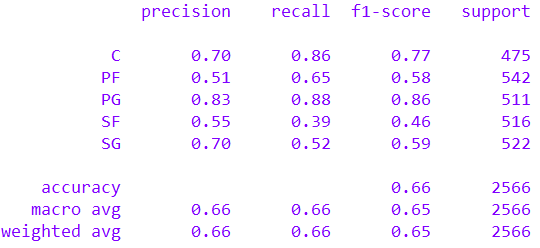 precision recall f1-score support
C 0.70 0.86 0.77 475
PF 0.51 0.65 0.58 542
PG 0.83 0.88 0.86 511
SF 0.55 0.39 0.46 516
SG 0.70 0.52 0.59 522
accuracy 0.66 2566
macro avg 0.66 0.66 0.65 2566
weighted avg 0.66 0.66 0.65 2566